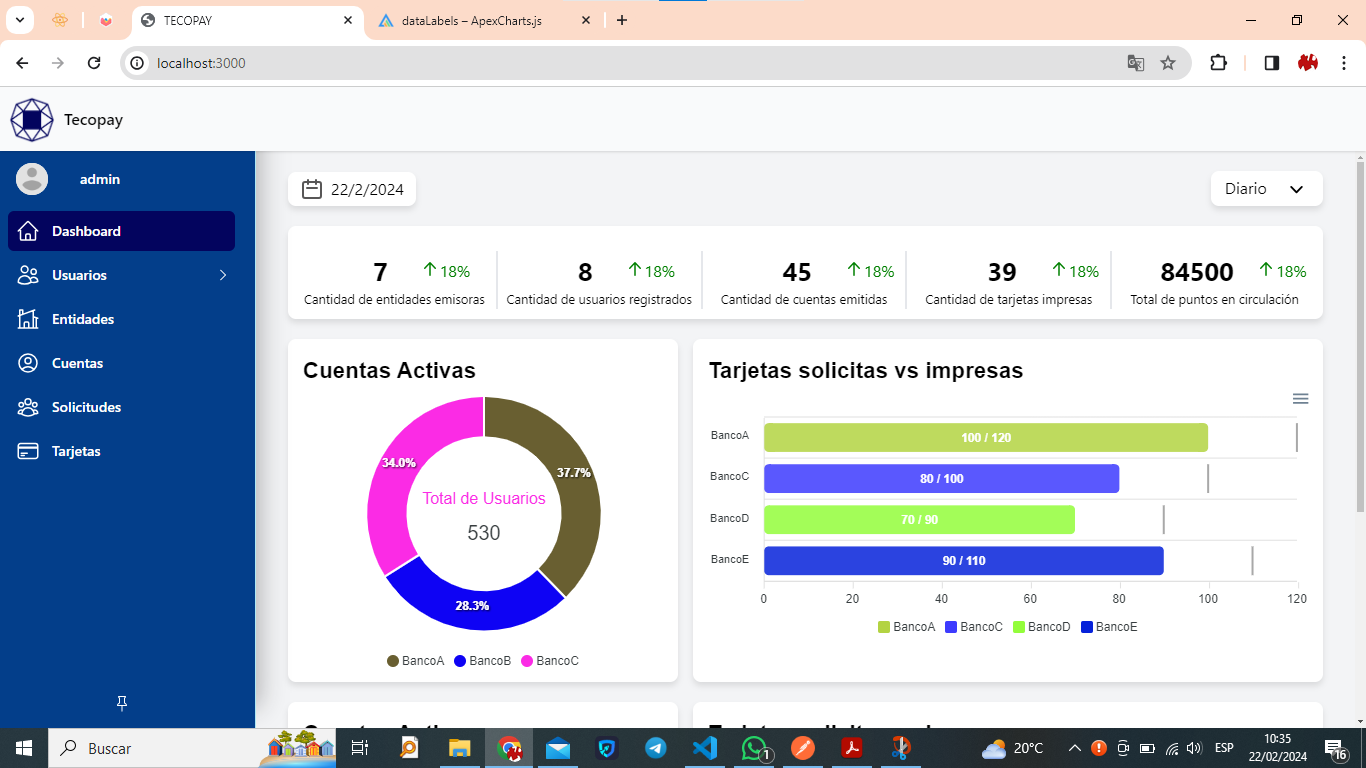 TECOPAY
dataLabels – ApexCharts.js
localhost:3000
Tecopay
admin
Dashboard
Usuarios
Entidades
Cuentas
Solicitudes
Tarjetas
22/2/2024
Diario
7 18%
Cantidad de entidades emisoras
8 18%
Cantidad de usuarios registrados
45 18%
Cantidad de cuentas emitidas
39 18%
Cantidad de tarjetas impresas
84500 18%
Total de puntos en circulación
Cuentas Activas
34.0%
37.7%
Total de Usuarios
530
28.3%
BancoA BancoB BancoC
Tarjetas solicitas vs impresas
BancoA 100 / 120
BancoC 80 / 100
BancoD 70 / 90
BancoE 90 / 110
0 20 40 60 80 100 120
BancoA BancoC BancoD BancoE
Buscar
1
20°C
ESP
10:35
22/02/2024
16